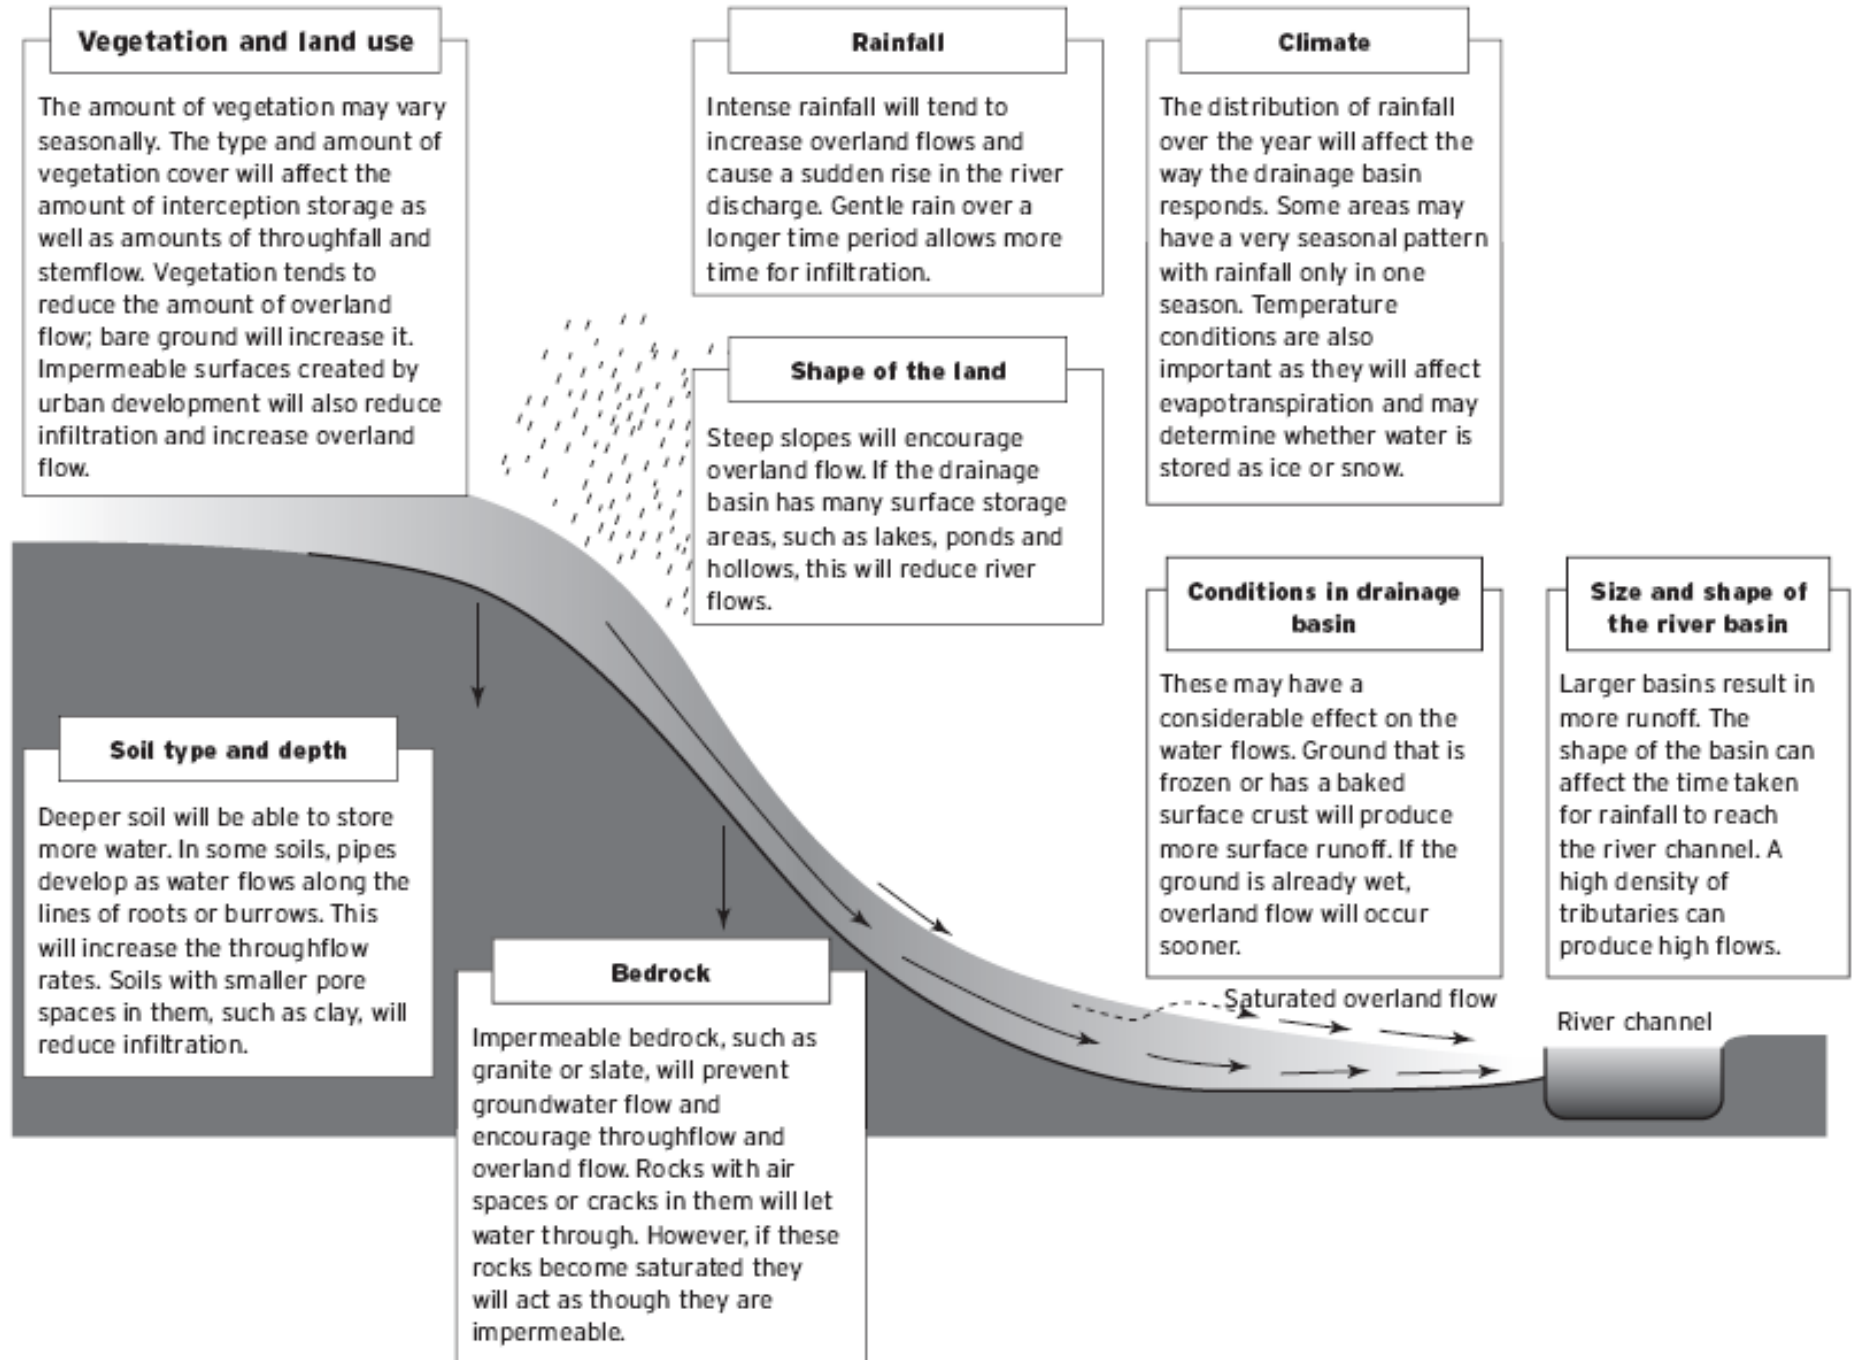 Vegetation and land use
The amount of vegetation may vary
seasonally. The type and amount of
vegetation cover will affect the
amount of interception storage as
well as amounts of throughfall and
stemflow. Vegetation tends to
reduce the amount of overland
flow; bare ground will increase it.
Impermeable surfaces created by
urban development will also reduce
infiltration and increase overland
flow.
Rainfall
Intense rainfall will tend to
increase overland flows and
cause a sudden rise in the river
discharge. Gentle rain over a
longer time period allows more
time for infiltration.
Climate
The distribution of rainfall
over the year will affect the
way the drainage basin
responds. Some areas may
have a very seasonal pattern
with rainfall only in one
season. Temperature
conditions are also
important as they will affect
evapotranspiration and may
determine whether water is
stored as ice or snow.
Shape of the land
Steep slopes will encourage
overland flow. If the drainage
basin has many surface storage
areas, such as lakes, ponds and
hollows, this will reduce river
flows.
Conditions in drainage
basin
These may have a
considerable effect on the
water flows. Ground that is
frozen or has a baked
surface crust will produce
more surface runoff. If the
ground is already wet,
overland flow will occur
sooner.
Size and shape of
the river basin
Larger basins result in
more runoff. The
shape of the basin can
affect the time taken
for rainfall to reach
the river channel. A
high density of
tributaries can
produce high flows.
Soil type and depth
Deeper soil will be able to store
more water. In some soils, pipes
develop as water flows along the
lines of roots or burrows. This
will increase the throughflow
rates. Soils with smaller pore
spaces in them, such as clay, will
reduce infiltration.
Bedrock
Impermeable bedrock, such as
granite or slate, will prevent
groundwater flow and
encourage throughflow and
overland flow. Rocks with air
spaces or cracks in them will let
water through. However, if these
rocks become saturated they
will act as though they are
impermeable.
Saturated overland flow
River channel